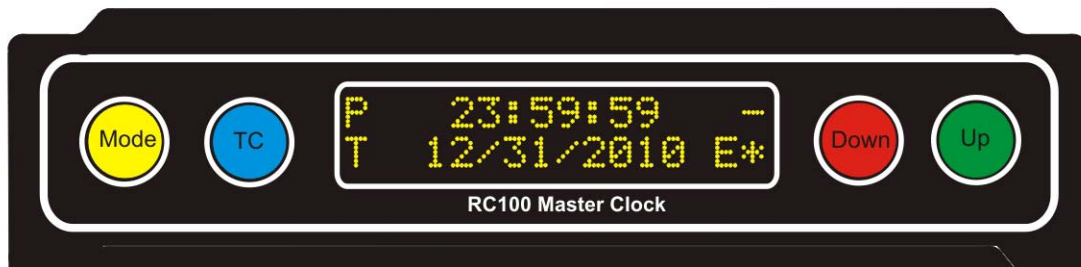 Mode
TC
P 23:59:59 -
T 12/31/2010 E*
Down
Up
RC100 Master Clock